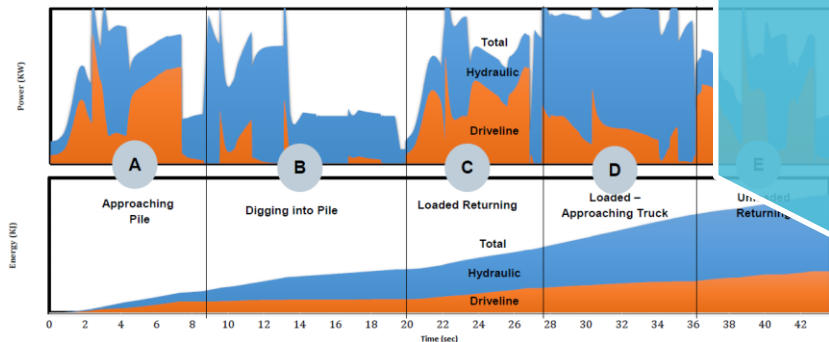 Power (KW)
Total
Hydraulic
Driveline
A
B
C
D
E
Approaching
Pile
Digging into Pile
Loaded Returning
Loaded –
Approaching Truck
Returning
Energy (KJ)
Total
Hydraulic
Driveline
0 2 4 6 8 10 12 14 16 18 20 22 24 26 28 30 32 34 36 38 40 42
Time (sec)